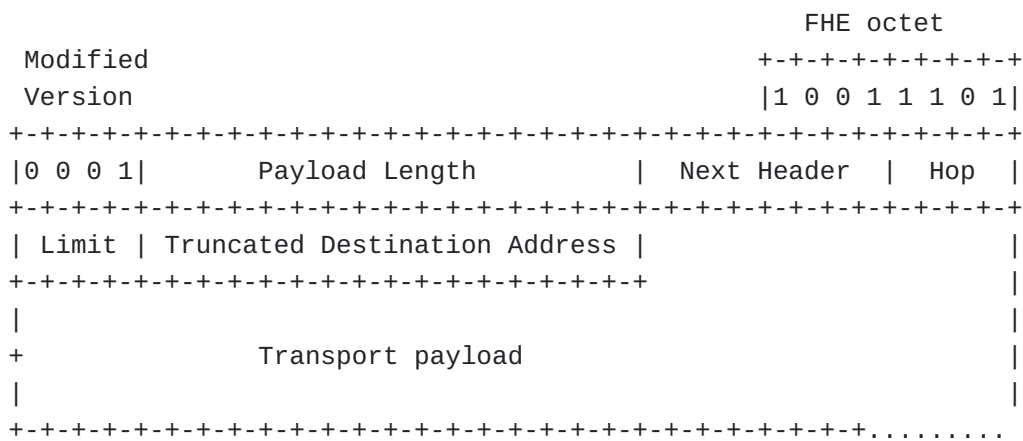 FHE octet
 Modified                                       +-+-+-+-+-+-+-+-+
 Version                                        |1 0 0 1 1 1 0 1|
+-+-+-+-+-+-+-+-+-+-+-+-+-+-+-+-+-+-+-+-+-+-+-+-+-+-+-+-+-+-+-+-+
|0 0 0 1|       Payload Length          |  Next Header  |  Hop  |
+-+-+-+-+-+-+-+-+-+-+-+-+-+-+-+-+-+-+-+-+-+-+-+-+-+-+-+-+-+-+-+-+
| Limit | Truncated Destination Address |                       |
+-+-+-+-+-+-+-+-+-+-+-+-+-+-+-+-+-+-+-+-+                       |
|                                                               |
+               Transport payload                               |
|                                                               |
+-+-+-+-+-+-+-+-+-+-+-+-+-+-+-+-+-+-+-+-+-+-+-+-+-+-+-+.........